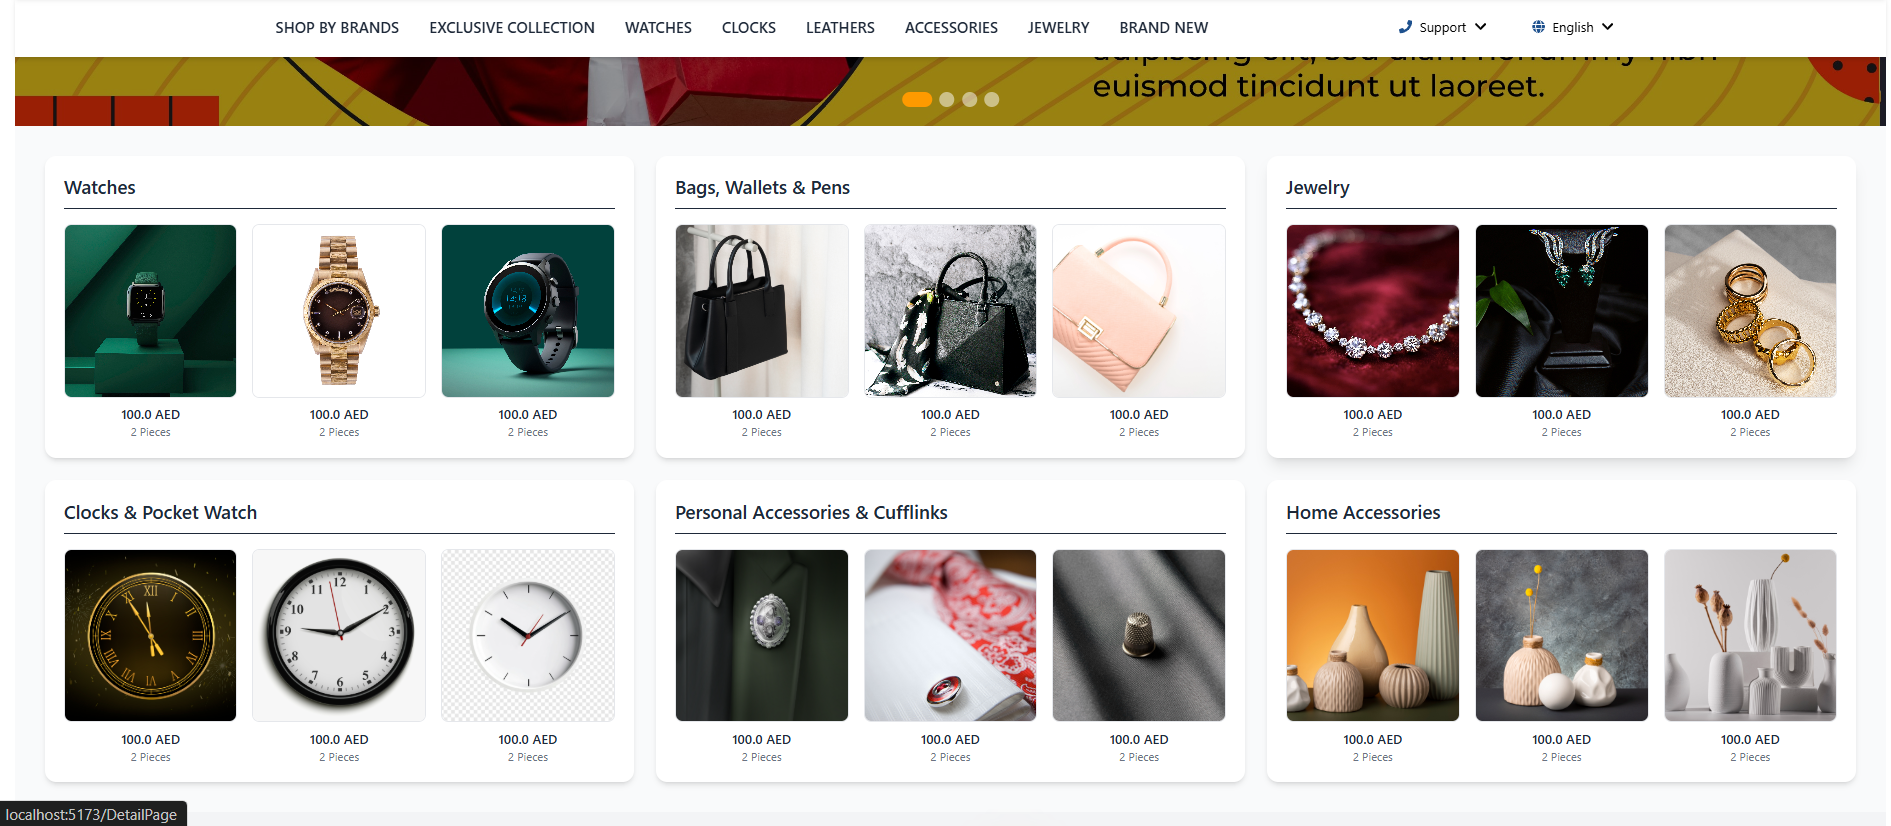 SHOP BY BRANDS EXCLUSIVE COLLECTION WATCHES CLOCKS LEATHERS ACCESSORIES JEWELRY BRAND NEW Support English
adipiscing elit, sed diam nonummy nibh
euismod tincidunt ut laoreet.
Watches
100.0 AED 100.0 AED 100.0 AED
2 Pieces 2 Pieces 2 Pieces
Bags, Wallets & Pens
100.0 AED 100.0 AED 100.0 AED
2 Pieces 2 Pieces 2 Pieces
Jewelry
100.0 AED 100.0 AED 100.0 AED
2 Pieces 2 Pieces 2 Pieces
Clocks & Pocket Watch
100.0 AED 100.0 AED 100.0 AED
2 Pieces 2 Pieces 2 Pieces
Personal Accessories & Cufflinks
100.0 AED 100.0 AED 100.0 AED
2 Pieces 2 Pieces 2 Pieces
Home Accessories
100.0 AED 100.0 AED 100.0 AED
2 Pieces 2 Pieces 2 Pieces
localhost:5173/DetailPage